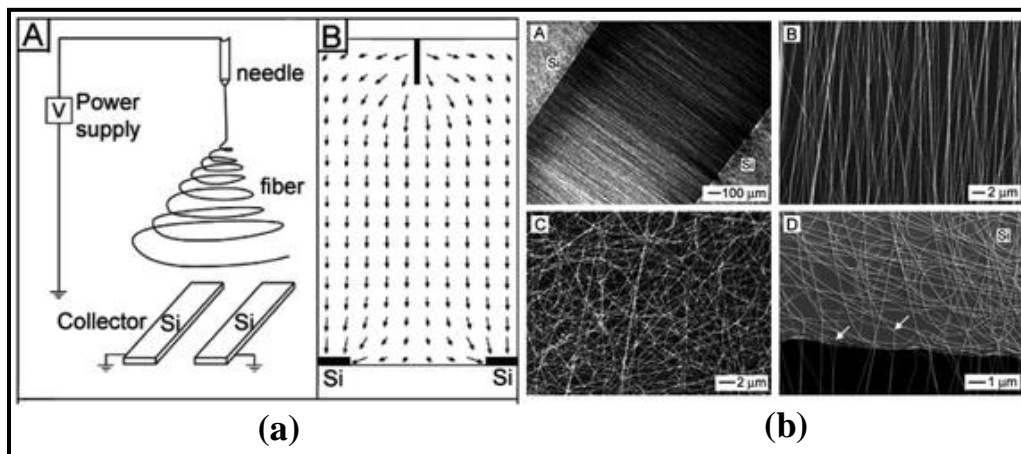 A
needle
V Power
supply
fiber
Collector
Si
Si
B
Si
Si
(a)
A
Si
Si
100 μm
B
2 μm
C
2 μm
D
Si
1 μm
(b)